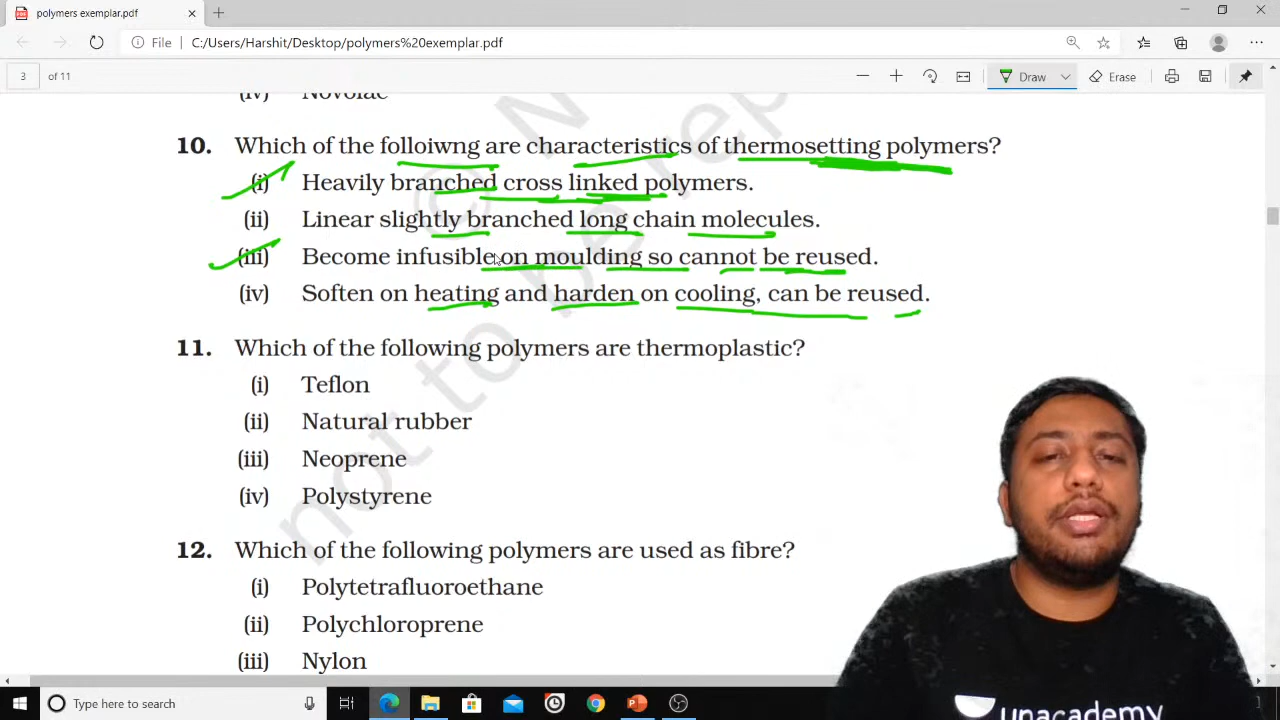 polymers exemplar.pdf
File C:/Users/Harshit/Desktop/polymers%20exemplar.pdf
3 of 11 Draw Erase
(iv) Novolac
10. Which of the folloiwng are characteristics of thermosetting polymers?
(i) Heavily branched cross linked polymers.
(ii) Linear slightly branched long chain molecules.
(iii) Become infusible on moulding so cannot be reused.
(iv) Soften on heating and harden on cooling, can be reused.
11. Which of the following polymers are thermoplastic?
(i) Teflon
(ii) Natural rubber
(iii) Neoprene
(iv) Polystyrene
12. Which of the following polymers are used as fibre?
(i) Polytetrafluoroethane
(ii) Polychloroprene
(iii) Nylon
© N
not to be rep
unacademy
Type here to search